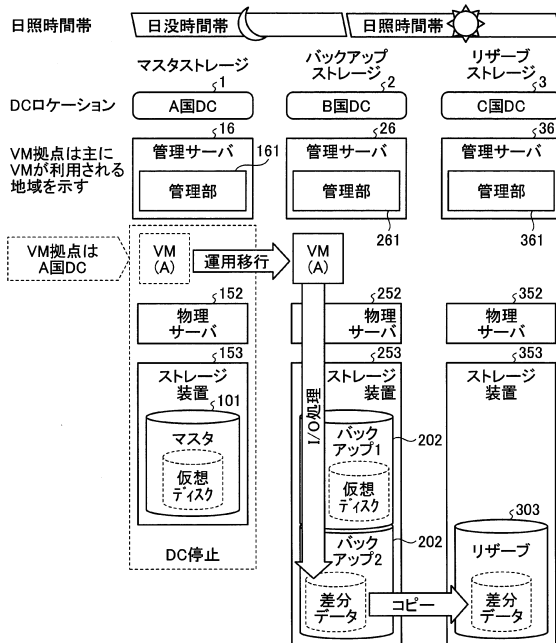 日照時間帯
日没時間帯
日照時間帯
マスタストレージ
バックアップ
ストレージ
リザーブ
ストレージ
DCロケーション
1
A国DC
2
B国DC
3
C国DC
VM拠点は主に
VMが利用される
地域を示す
16
管理サーバ
161
管理部
26
管理サーバ
管理部
261
36
管理サーバ
管理部
361
VM拠点は
A国DC
VM
(A)
運用移行
VM
(A)
152
物理
サーバ
252
物理
サーバ
352
物理
サーバ
153
ストレージ
装置
101
マスタ
仮想
ディスク
DC停止
253
ストレージ
装置
I/O処理
バック
アップ1
202
仮想
ディスク
バック
アップ2
202
差分
データ
コピー
353
ストレージ
装置
303
リザーブ
差分
データ